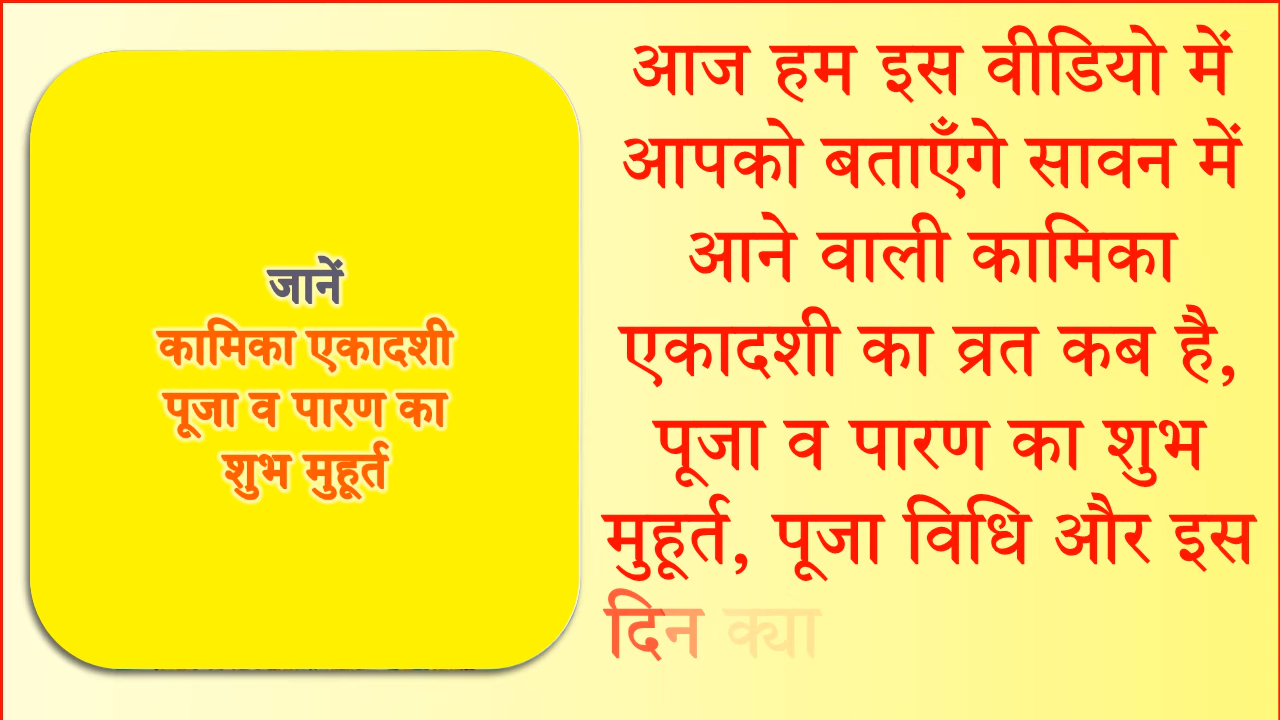 जानें
कामिका एकादशी
पूजा व पारण का
शुभ मुहूर्त
आज हम इस वीडियो में
आपको बताएँगे सावन में
आने वाली कामिका
एकादशी का व्रत कब है,
पूजा व पारण का शुभ
मुहूर्त, पूजा विधि और इस
दिन क्या